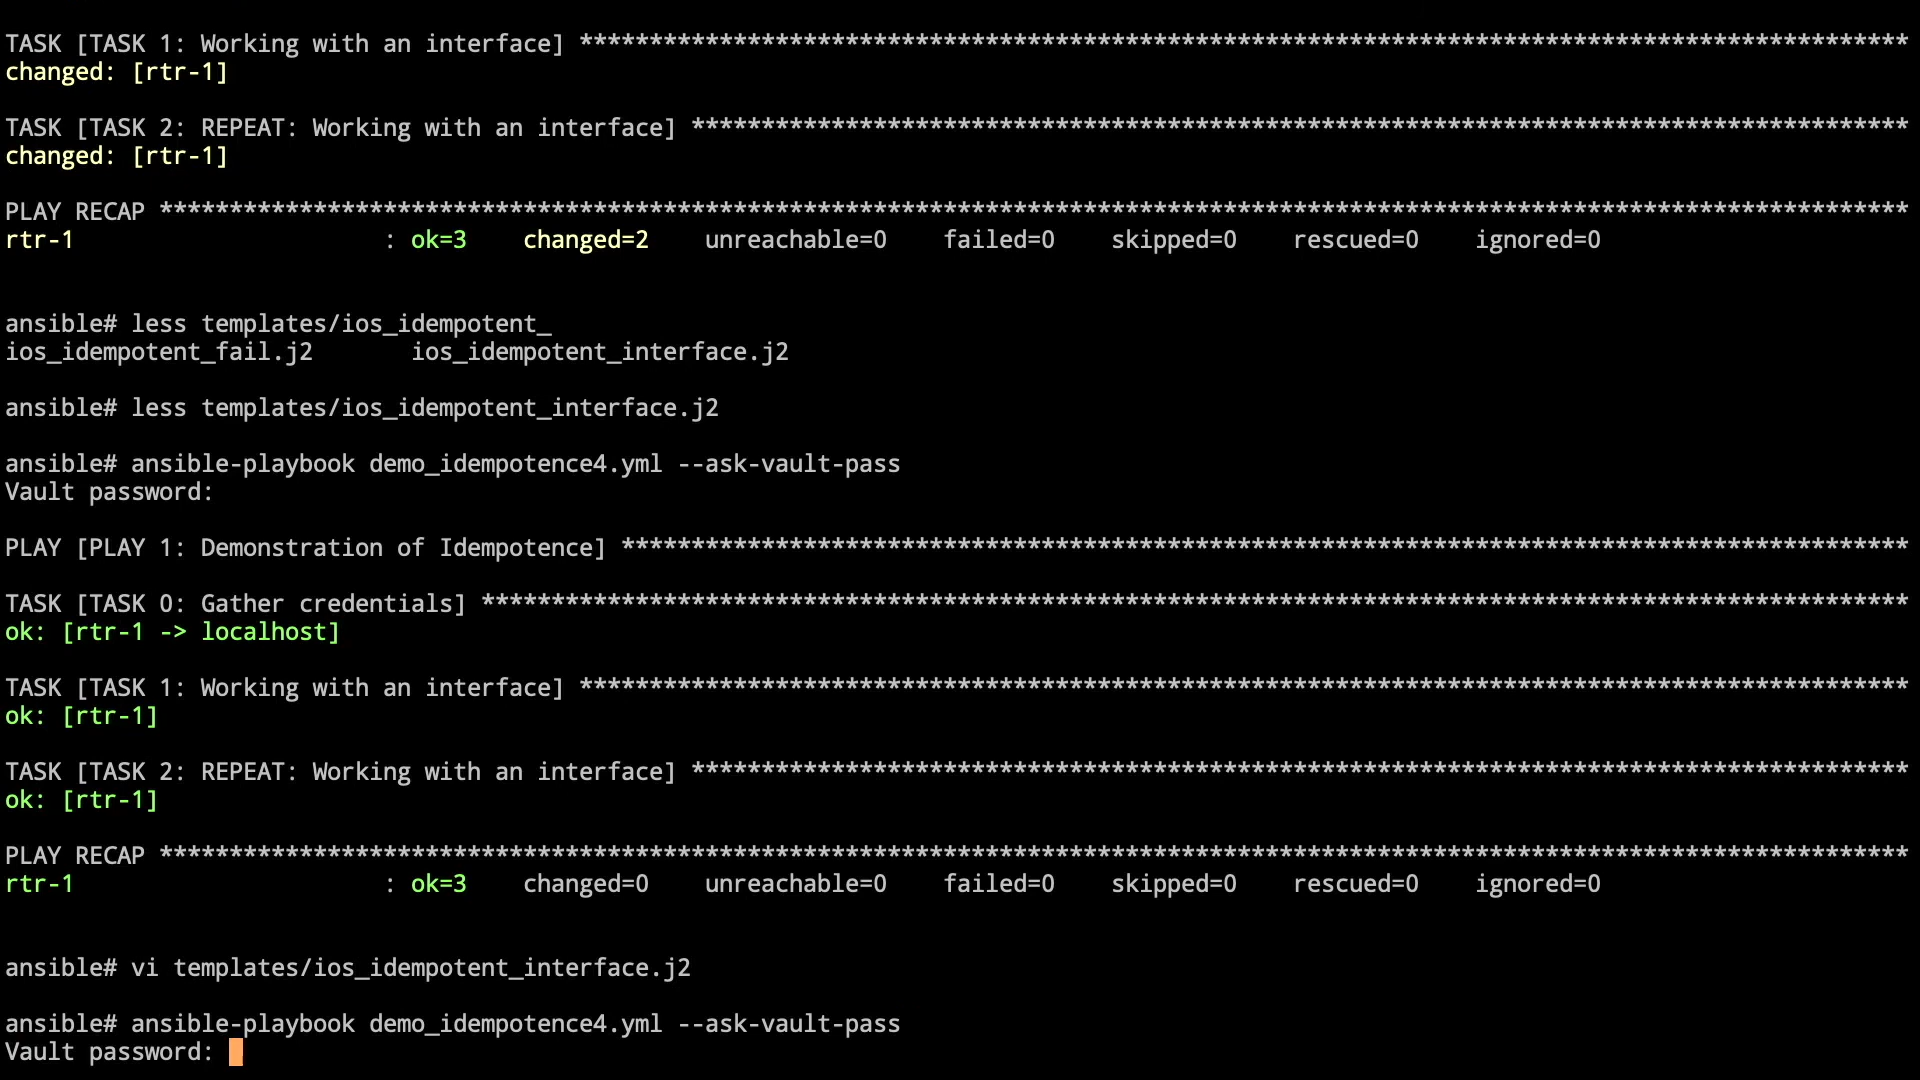 TASK [TASK 1: Working with an interface] ***********************************************************************************************
changed: [rtr-1]
TASK [TASK 2: REPEAT: Working with an interface] ***************************************************************************************
changed: [rtr-1]
PLAY RECAP *****************************************************************************************************************************
rtr-1                      : ok=3    changed=2    unreachable=0    failed=0    skipped=0    rescued=0    ignored=0
ansible# less templates/ios_idempotent_
ios_idempotent_fail.j2       ios_idempotent_interface.j2
ansible# less templates/ios_idempotent_interface.j2
ansible# ansible-playbook demo_idempotence4.yml --ask-vault-pass
Vault password:
PLAY [PLAY 1: Demonstration of Idempotence] ********************************************************************************************
TASK [TASK 0: Gather credentials] ******************************************************************************************************
ok: [rtr-1 -> localhost]
TASK [TASK 1: Working with an interface] ***********************************************************************************************
ok: [rtr-1]
TASK [TASK 2: REPEAT: Working with an interface] ***************************************************************************************
ok: [rtr-1]
PLAY RECAP *****************************************************************************************************************************
rtr-1                      : ok=3    changed=0    unreachable=0    failed=0    skipped=0    rescued=0    ignored=0
ansible# vi templates/ios_idempotent_interface.j2
ansible# ansible-playbook demo_idempotence4.yml --ask-vault-pass
Vault password: